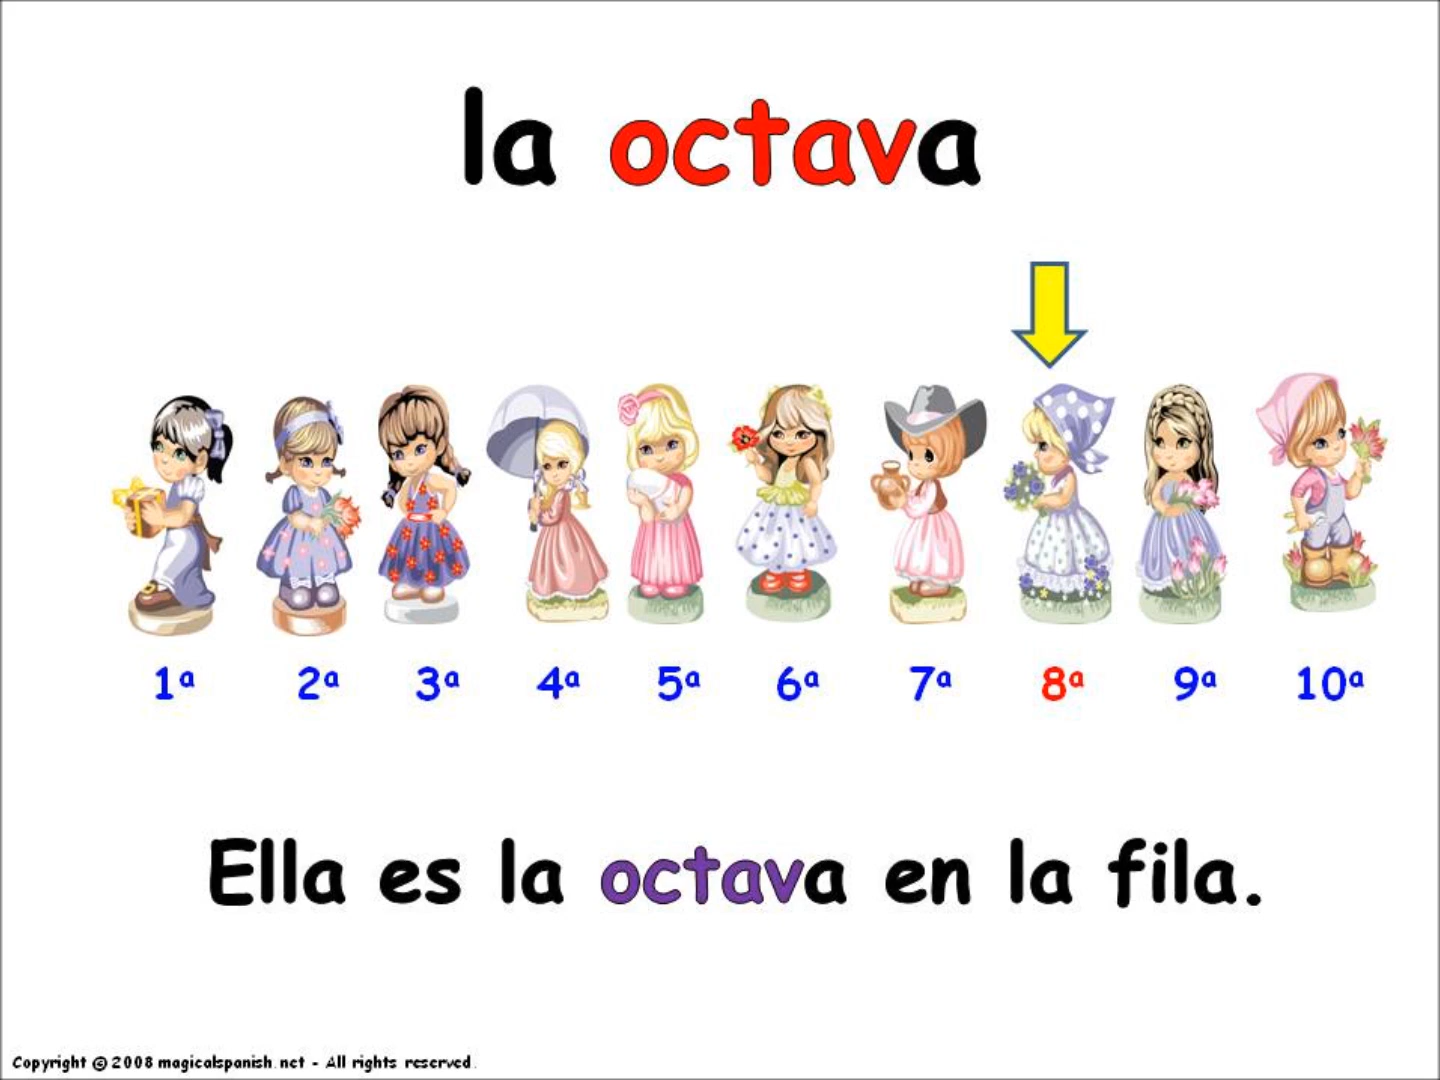 la octava
1ª 2ª 3ª 4ª 5ª 6ª 7ª 8ª 9ª 10ª
Ella es la octava en la fila.
Copyright © 2008 magicalspanish.net - All rights reserved.